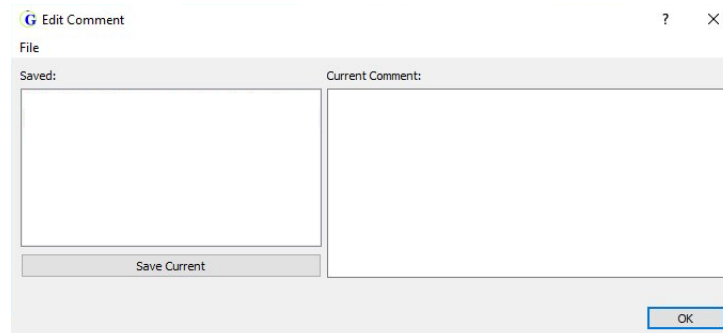 G Edit Comment
? X
File
Saved:
Current Comment:
Save Current
OK